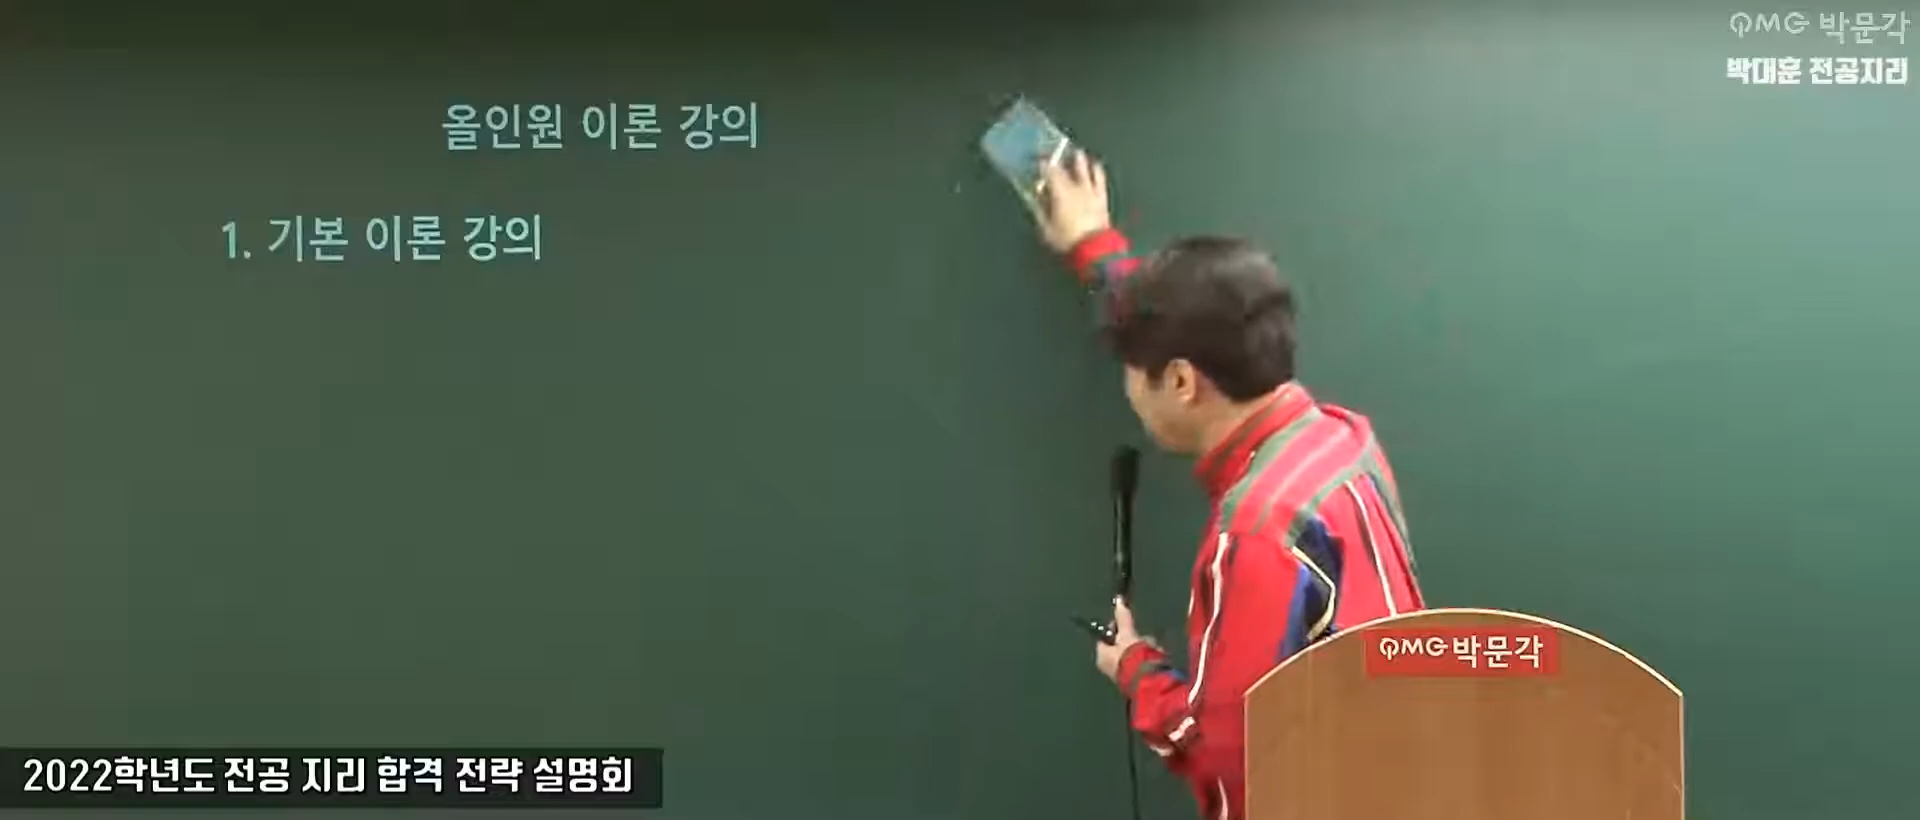 PMG 박문각
박대훈 전공지리
올인원 이론 강의
1. 기본 이론 강의
PMG 박문각
2022학년도 전공 지리 합격 전략 설명회